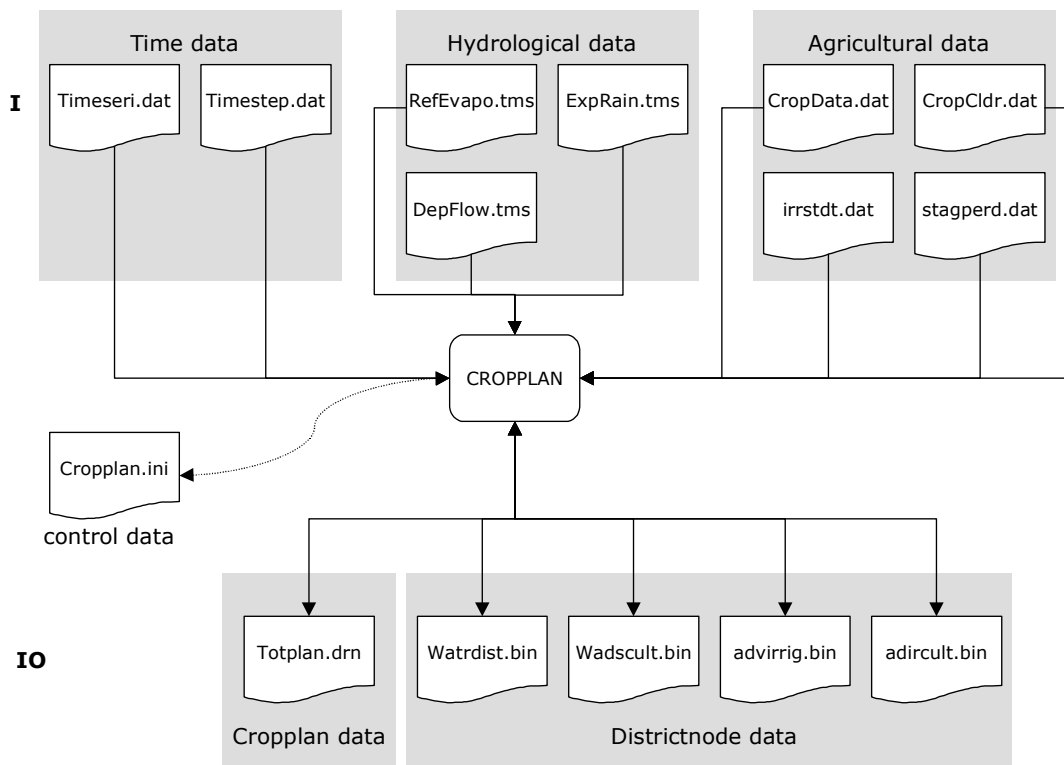 Time data
Hydrological data
Agricultural data
I
Timeseri.dat
Timestep.dat
RefEvapo.tms
ExpRain.tms
CropData.dat
CropCldr.dat
DepFlow.tms
irrstdt.dat
stagperd.dat
CROPPLAN
Cropplan.ini
control data
IO
Totplan.drn
Watrdist.bin
Wadscult.bin
advirrig.bin
adircult.bin
Cropplan data
Districtnode data